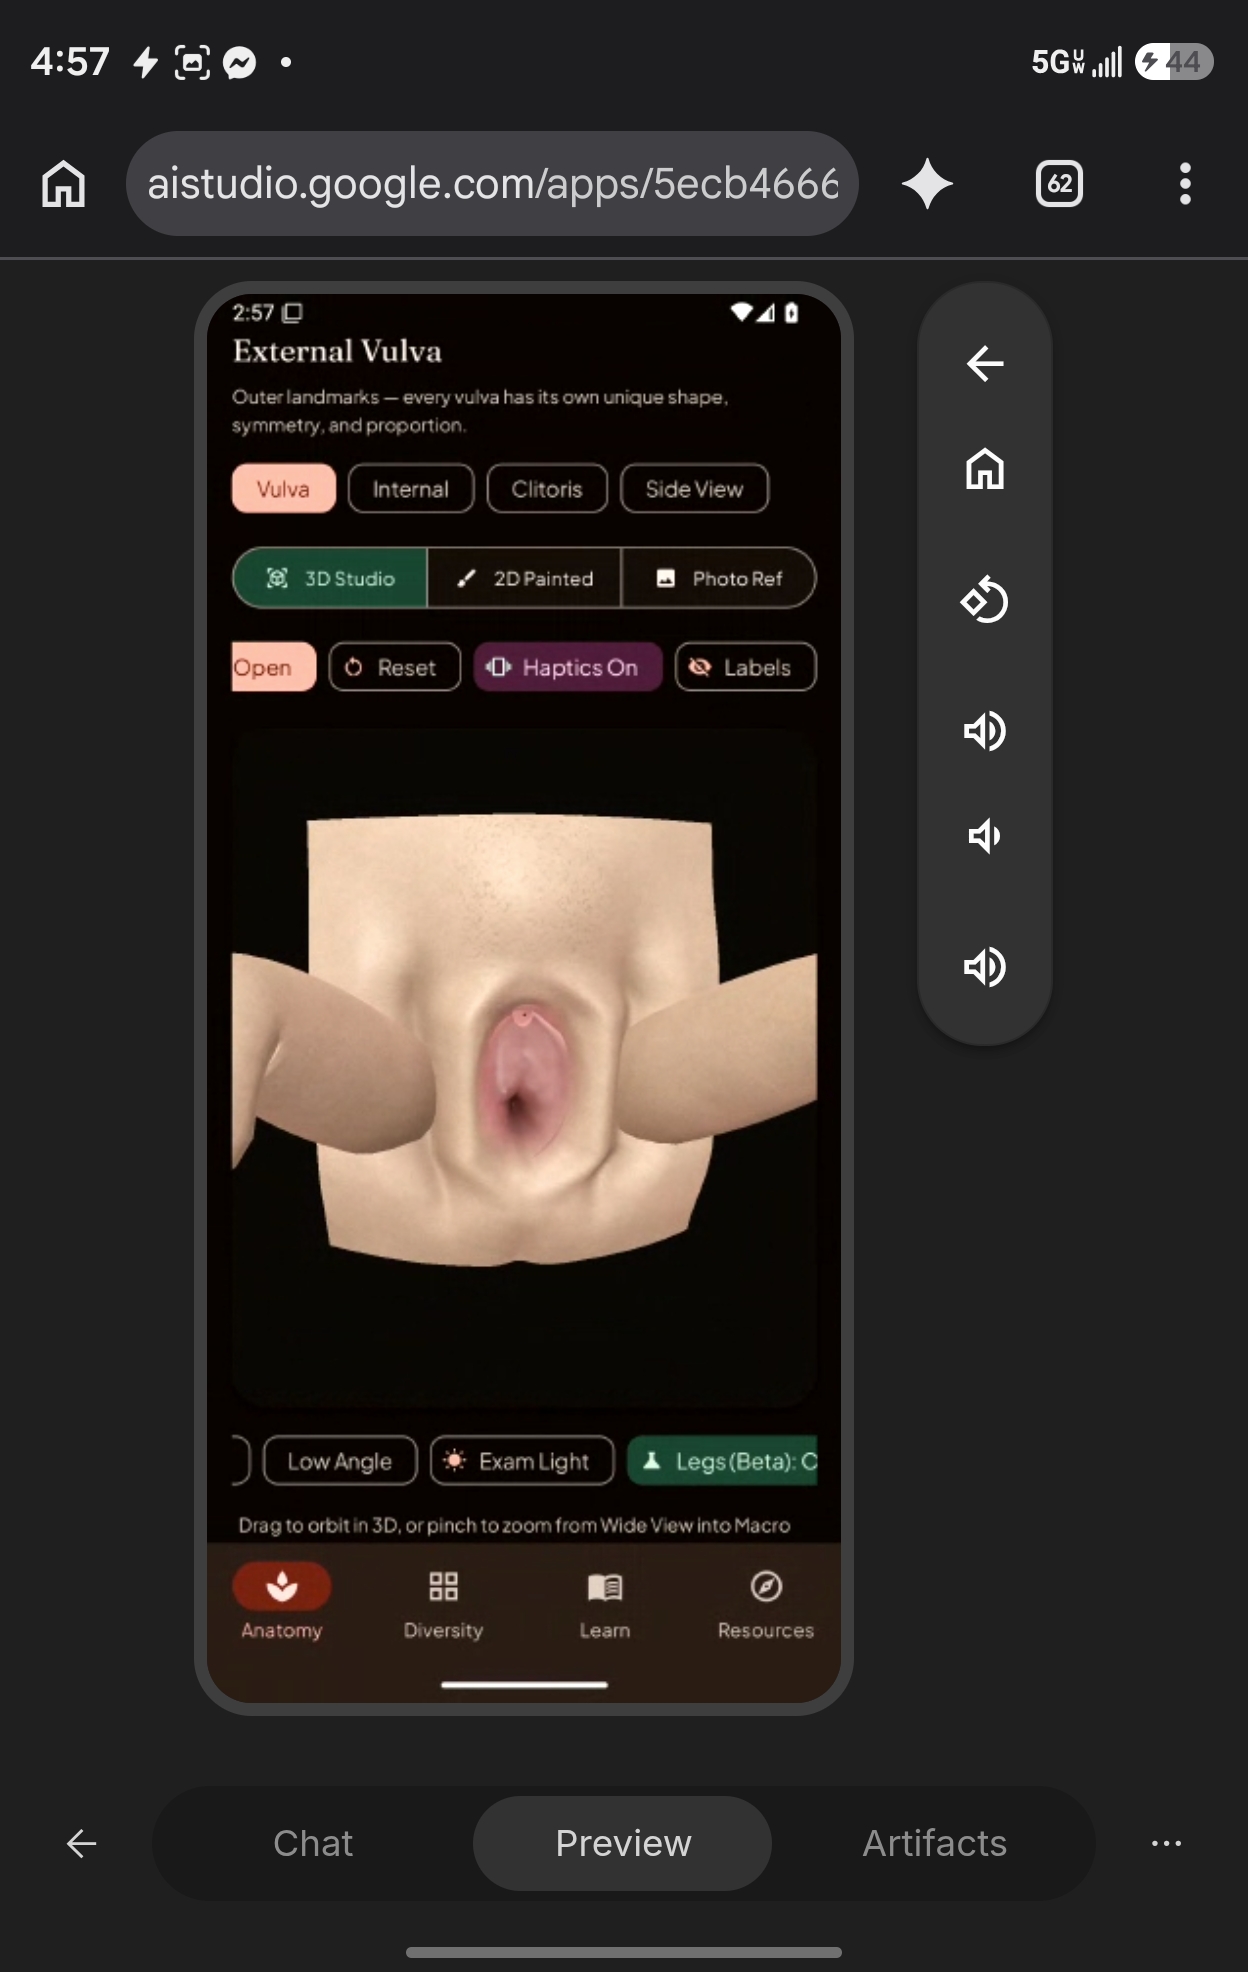 4:57
5G UW
44
aistudio.google.com/apps/5ecb4666
62
2:57
External Vulva
Outer landmarks — every vulva has its own unique shape,
symmetry, and proportion.
Vulva Internal Clitoris Side View
3D Studio 2D Painted Photo Ref
Open Reset Haptics On Labels
Low Angle Exam Light Legs (Beta): C
Drag to orbit in 3D, or pinch to zoom from Wide View into Macro
Anatomy Diversity Learn Resources
Chat Preview Artifacts